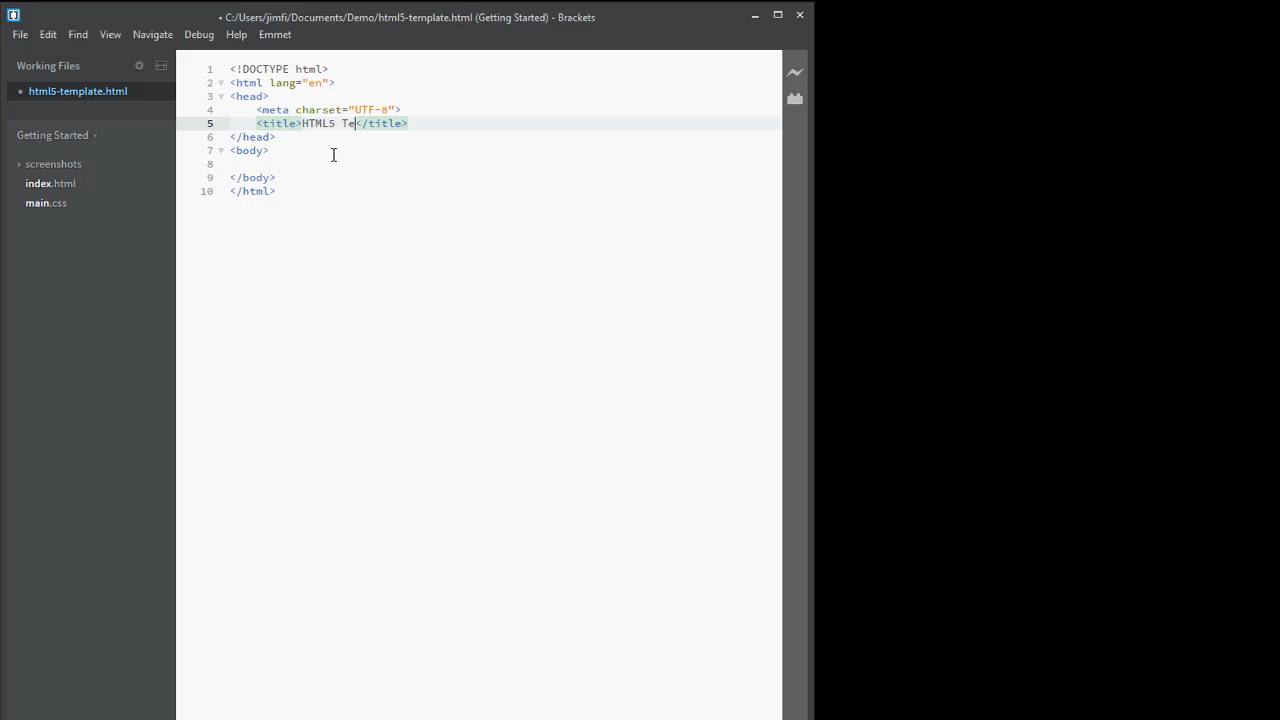 • C:/Users/jimfi/Documents/Demo/html5-template.html (Getting Started) - Brackets
File Edit Find View Navigate Debug Help Emmet
Working Files
html5-template.html
Getting Started
screenshots
index.html
main.css
1 <!DOCTYPE html>
2 <html lang="en">
3 <head>
4 <meta charset="UTF-8">
5 <title>HTML5 Te</title>
6 </head>
7 <body>
8
9 </body>
10 </html>